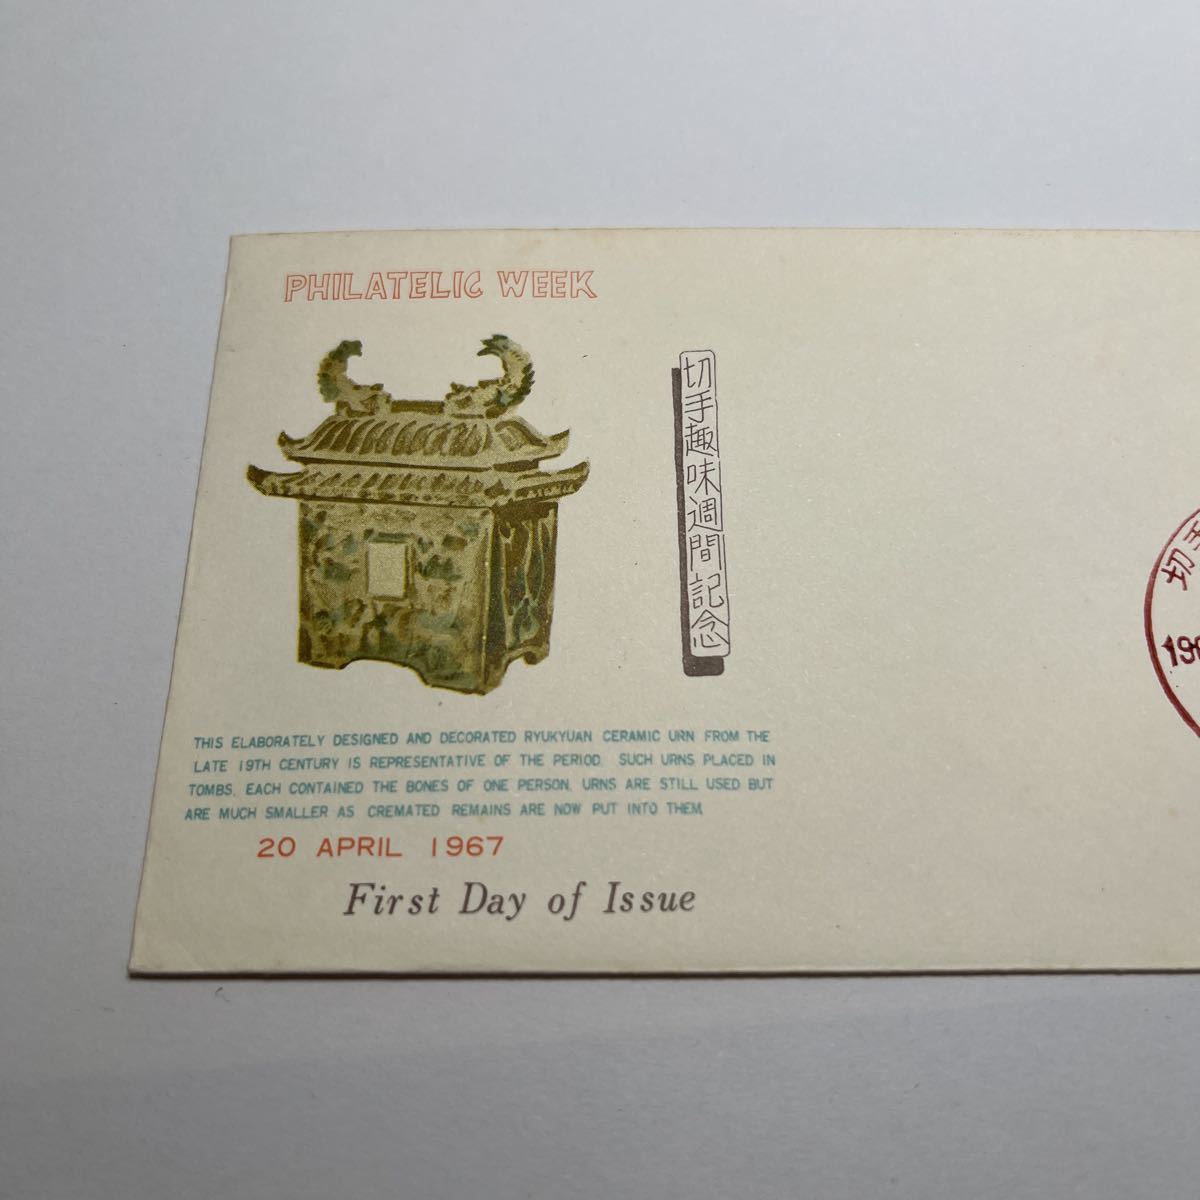 PHILATELIC WEEK
切手趣味週間記念
THIS ELABORATELY DESIGNED AND DECORATED RYUKYUAN CERAMIC URN FROM THE
LATE 19TH CENTURY IS REPRESENTATIVE OF THE PERIOD. SUCH URNS PLACED IN
TOMBS, EACH CONTAINED THE BONES OF ONE PERSON. URNS ARE STILL USED BUT
ARE MUCH SMALLER AS CREMATED REMAINS ARE NOW PUT INTO THEM.
20 APRIL 1967
First Day of Issue
切手
196